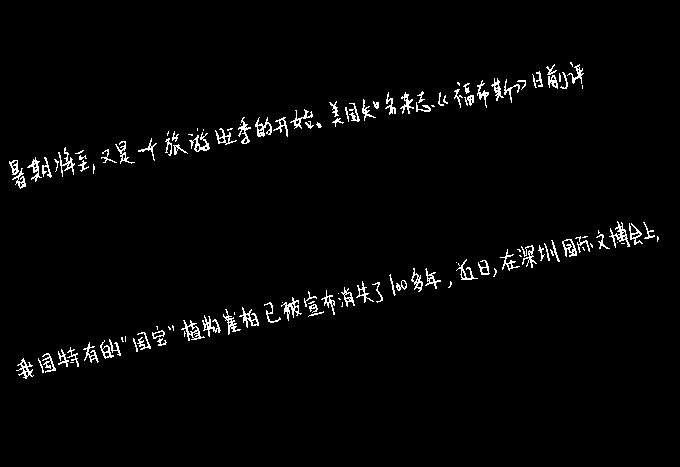 暑期将至,又是一个旅游旺季的开始。美国知名杂志《福布斯》日前评
我国特有的"国宝"植物崖柏已被宣布消失了100多年,近日,在深圳国际文博会上,